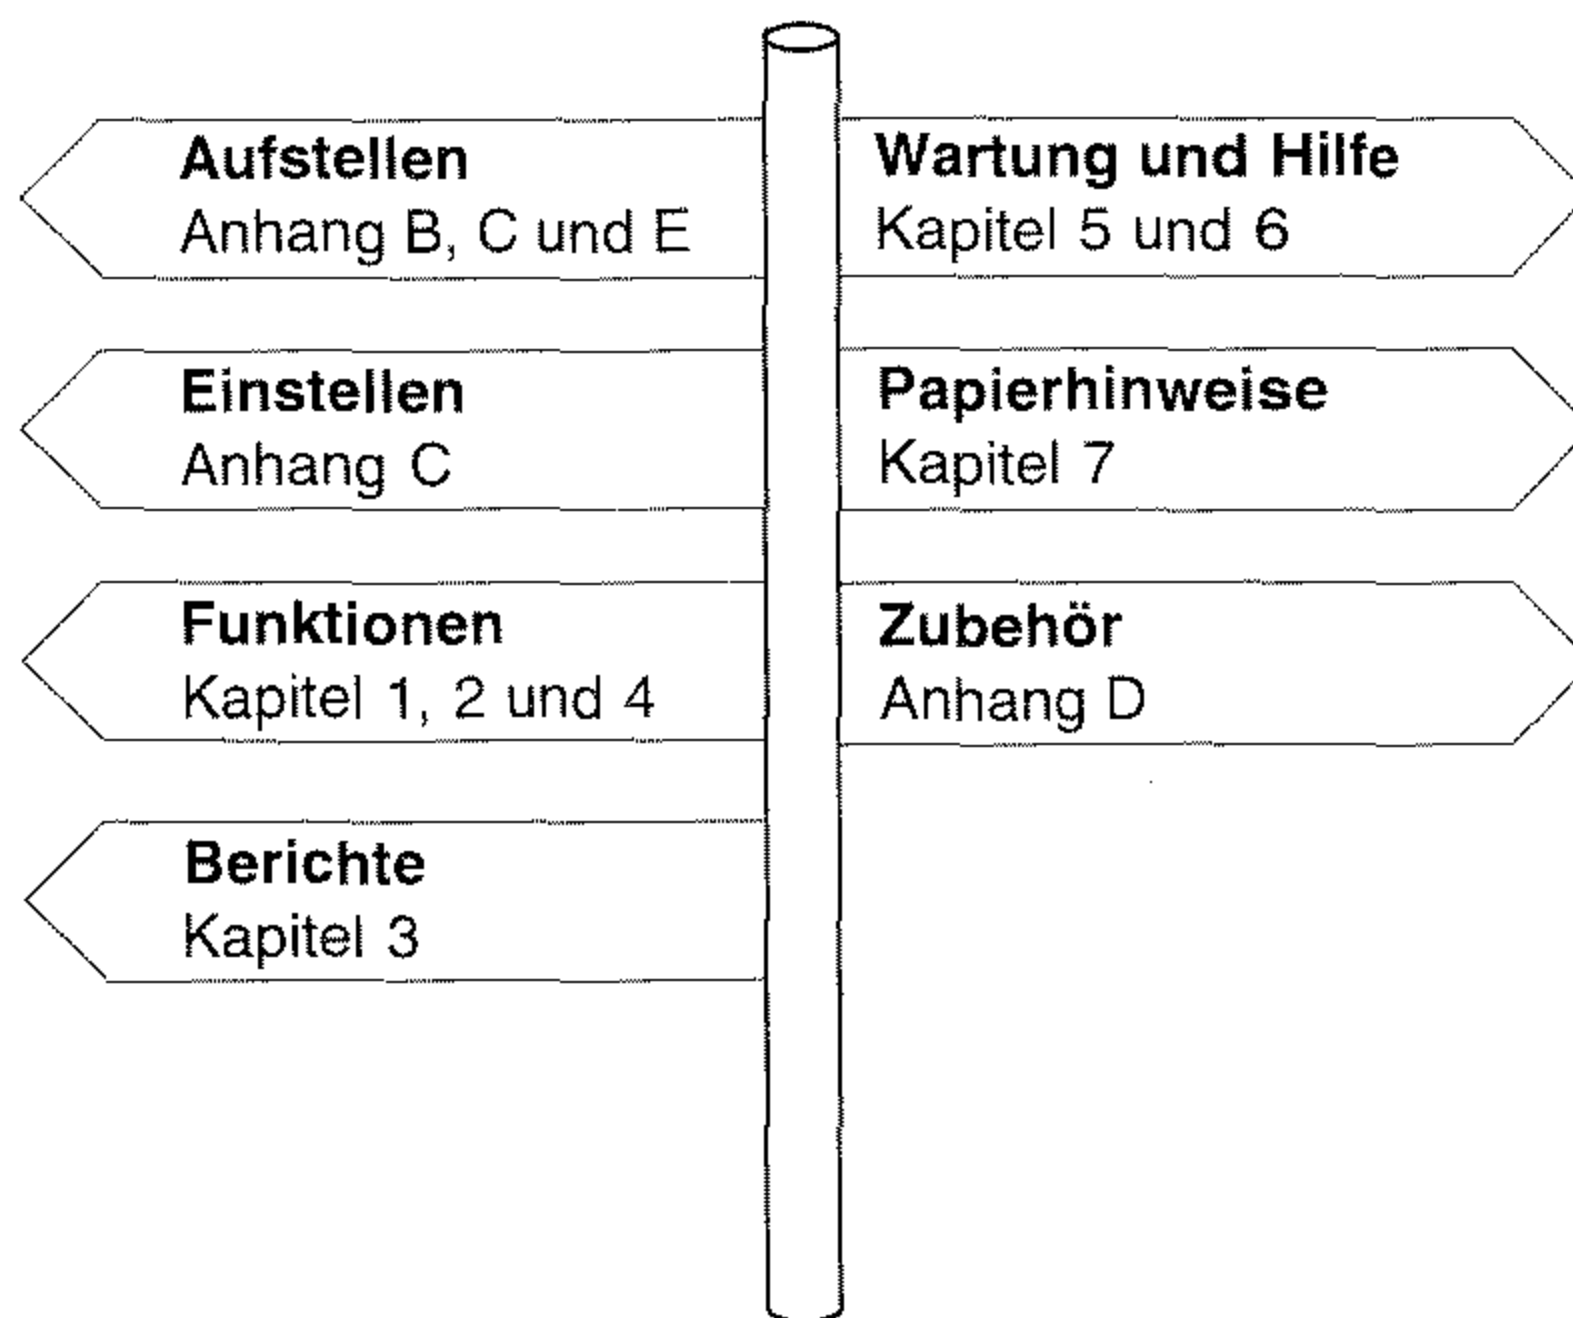 Aufstellen
Anhang B, C und E
Einstellen
Anhang C
Funktionen
Kapitel 1, 2 und 4
Berichte
Kapitel 3
Wartung und Hilfe
Kapitel 5 und 6
Papierhinweise
Kapitel 7
Zubehör
Anhang D